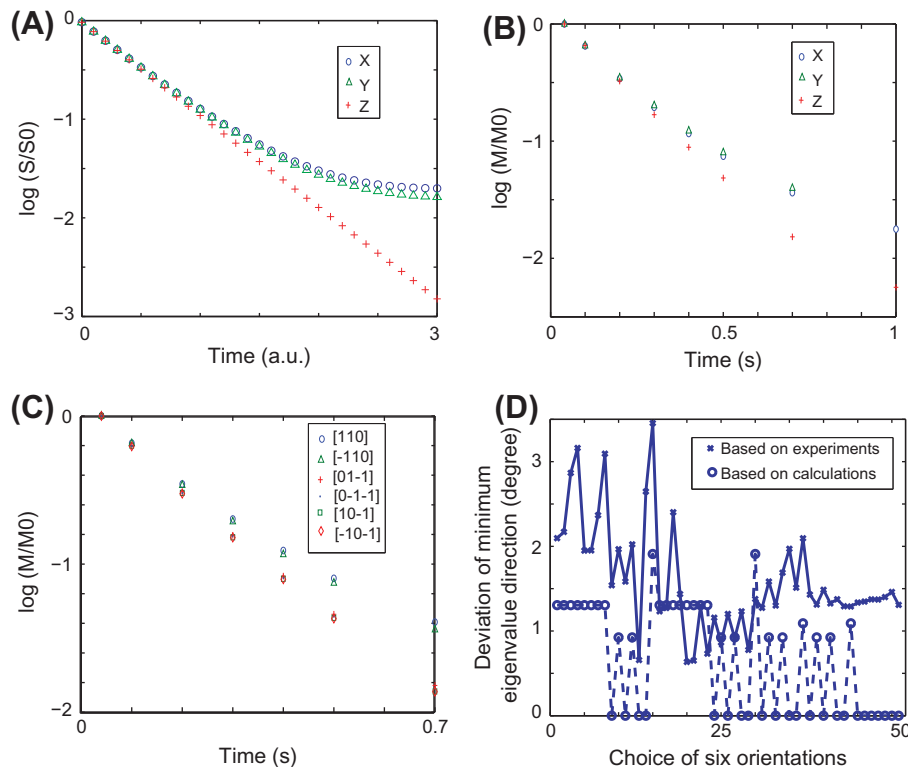 (A)
0
−1
−2
−3
log (S/S0)
X
Y
Z
0
3
Time (a.u.)
(B)
0
−1
−2
log (M/M0)
X
Y
Z
0
0.5
1
Time (s)
(C)
0
−1
−2
log (M/M0)
[110]
[-110]
[01-1]
[0-1-1]
[10-1]
[-10-1]
0
0.7
Time (s)
(D)
3
2
1
0
Deviation of minimum
eigenvalue direction (degree)
Based on experiments
Based on calculations
0
25
50
Choice of six orientations